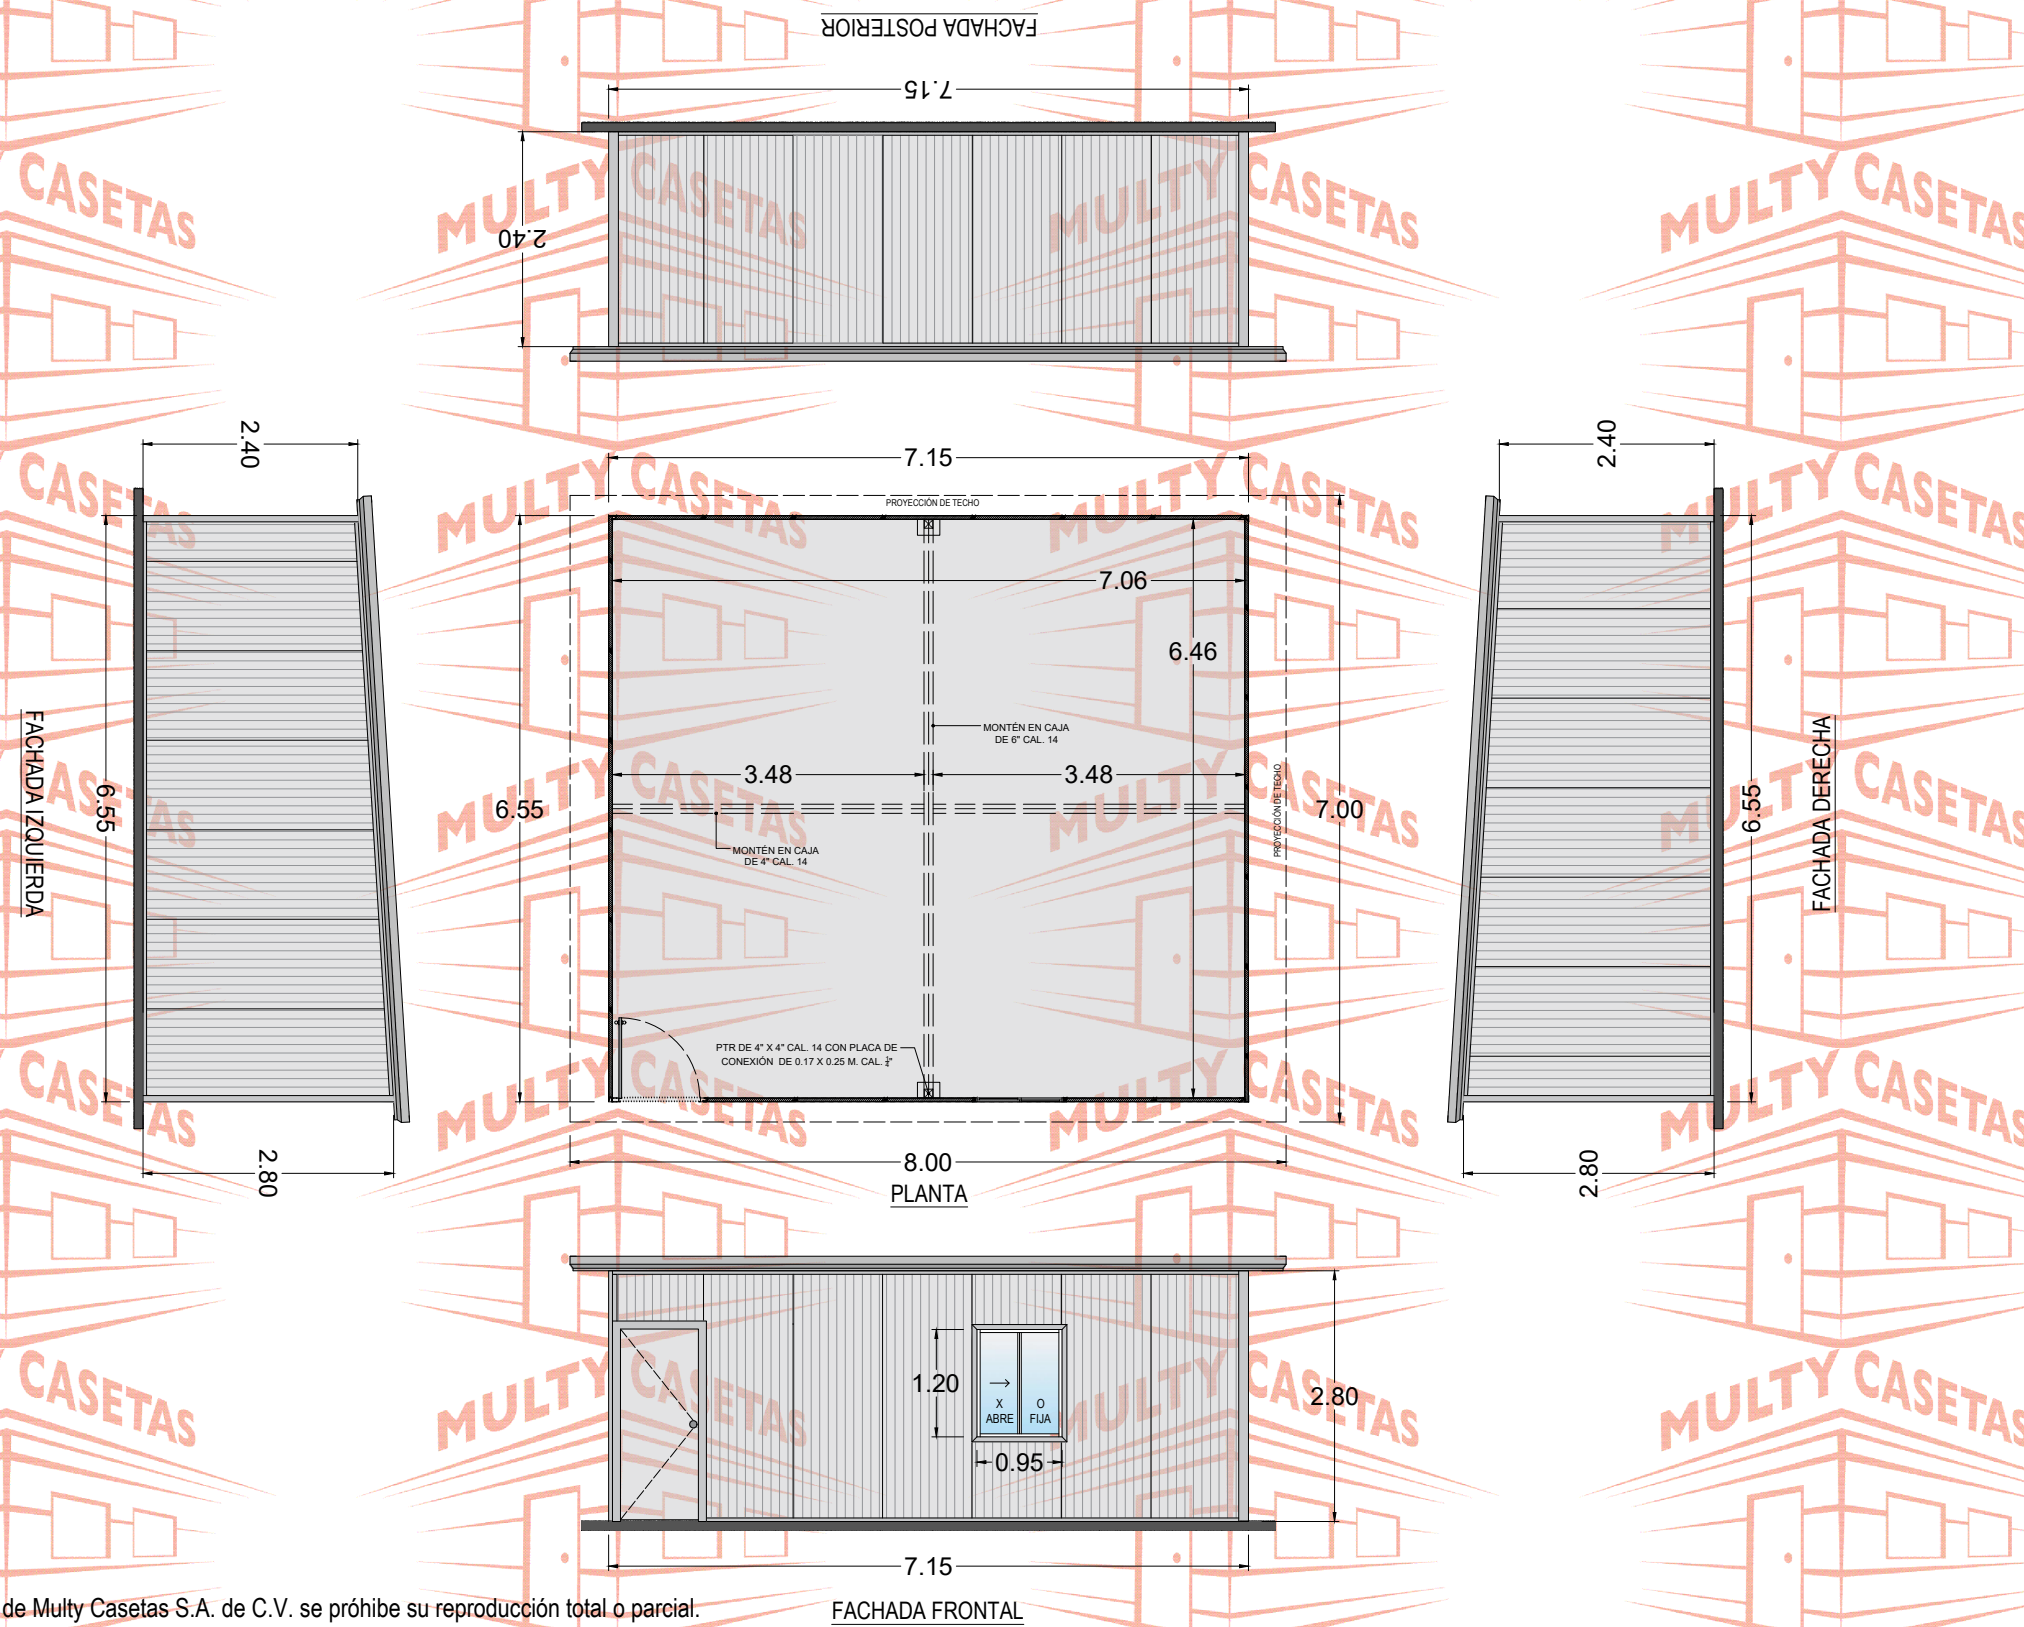 FACHADA POSTERIOR
7.15
2.40
MULTY CASETAS
2.40
2.40
7.15
PROYECCIÓN DE TECHO
7.06
6.46
MONTÉN EN CAJA
DE 6" CAL. 14
3.48
3.48
FACHADA IZQUIERDA
6.55
6.55
PROYECCIÓN DE TECHO
7.00
6.55
FACHADA DERECHA
MONTÉN EN CAJA
DE 4" CAL. 14
PTR DE 4" X 4" CAL. 14 CON PLACA DE
CONEXIÓN DE 0.17 X 0.25 M. CAL. ¼"
2.80
8.00
2.80
PLANTA
1.20
X
ABRE
O
FIJA
2.80
0.95
7.15
de Multy Casetas S.A. de C.V. se próhibe su reproducción total o parcial.
FACHADA FRONTAL